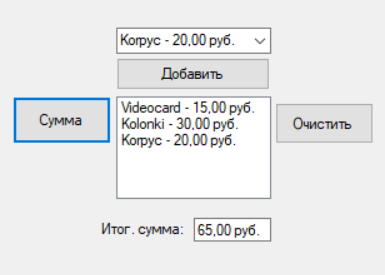 Корпус - 20,00 руб.
Добавить
Сумма
Videocard - 15,00 руб.
Kolonki - 30,00 руб.
Корпус - 20,00 руб.
Очистить
Итог. сумма: 65,00 руб.